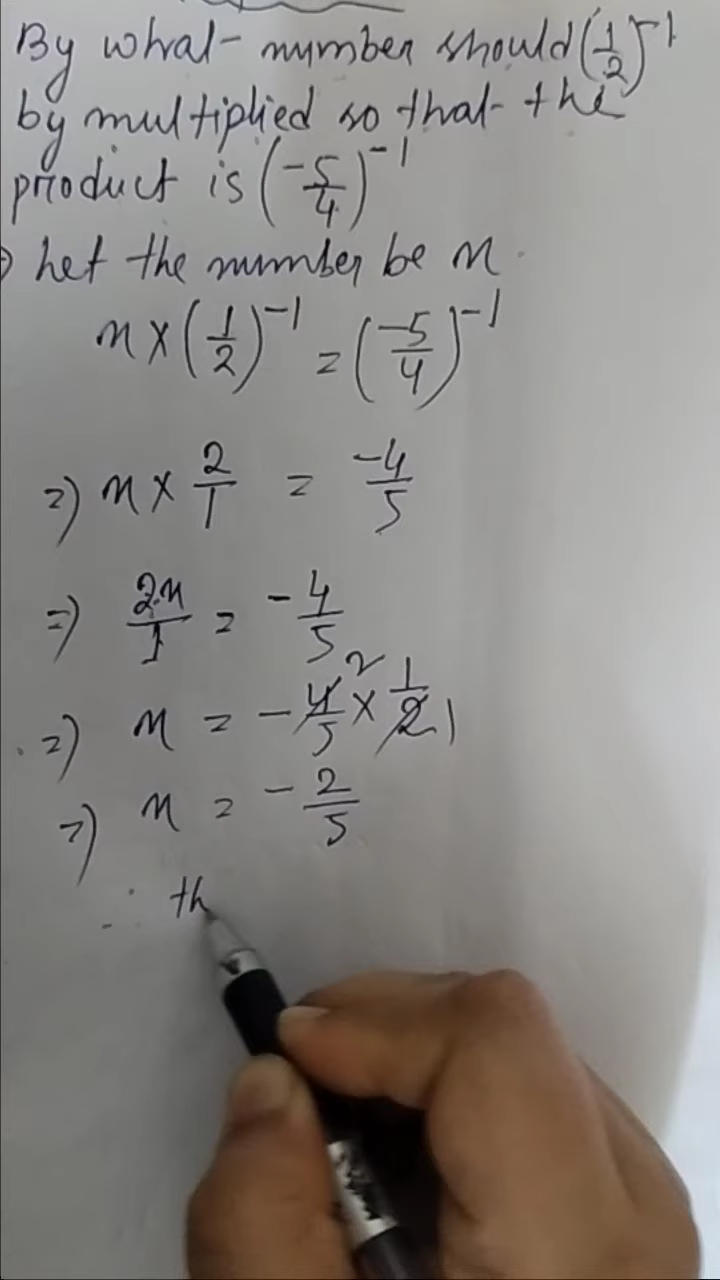 By what number should (1/2)^-1
by multiplied so that the
product is (-5/4)^-1
⇒ Let the number be x.
x × (1/2)^-1 = (-5/4)^-1
⇒ x × 2/1 = -4/5
⇒ 2x/1 = -4/5
⇒ x = -4/5 × 1/2 2 1
⇒ x = -2/5
∴ th